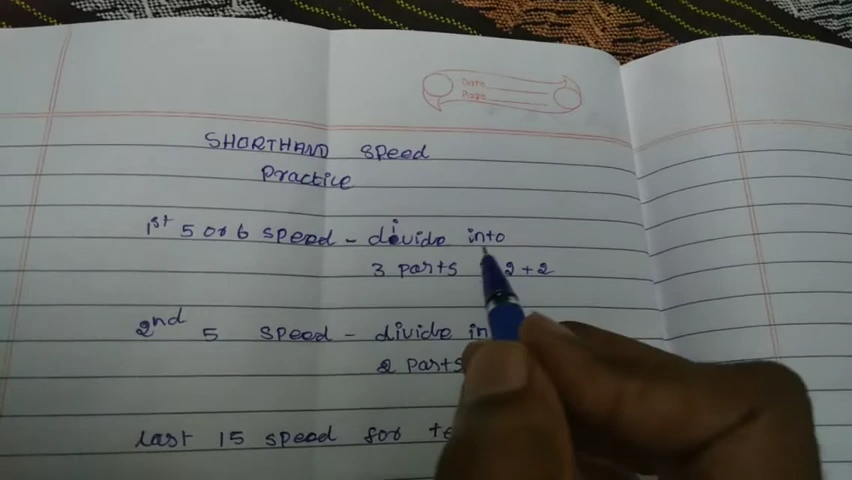 Date
Page
SHORTHAND Speed
Practice
1st 5 or 6 speed - divide into
3 parts 2 + 2
2nd 5 speed - divide in
2 parts
last 15 speed for te